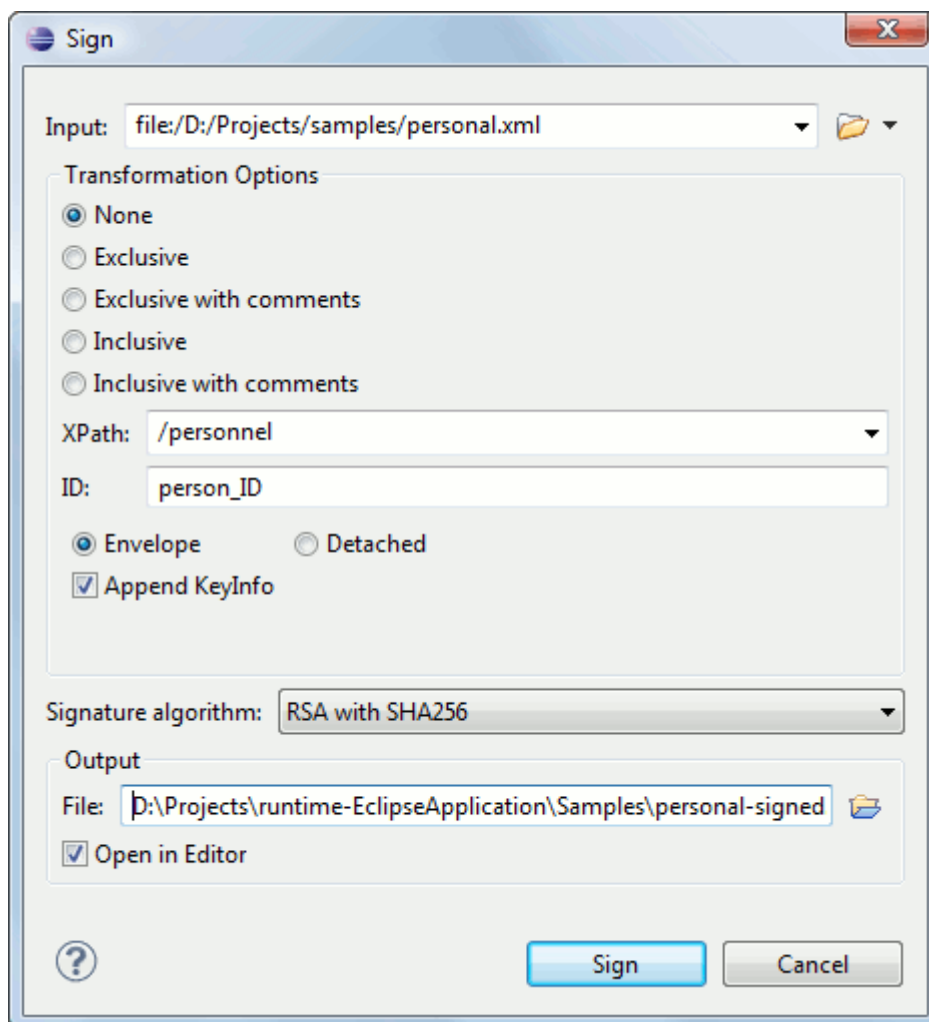 Sign
Input: file:/D:/Projects/samples/personal.xml
Transformation Options
None
Exclusive
Exclusive with comments
Inclusive
Inclusive with comments
XPath: /personnel
ID: person_ID
Envelope Detached
Append KeyInfo
Signature algorithm: RSA with SHA256
Output
File: D:\Projects\runtime-EclipseApplication\Samples\personal-signed
Open in Editor
? Sign Cancel